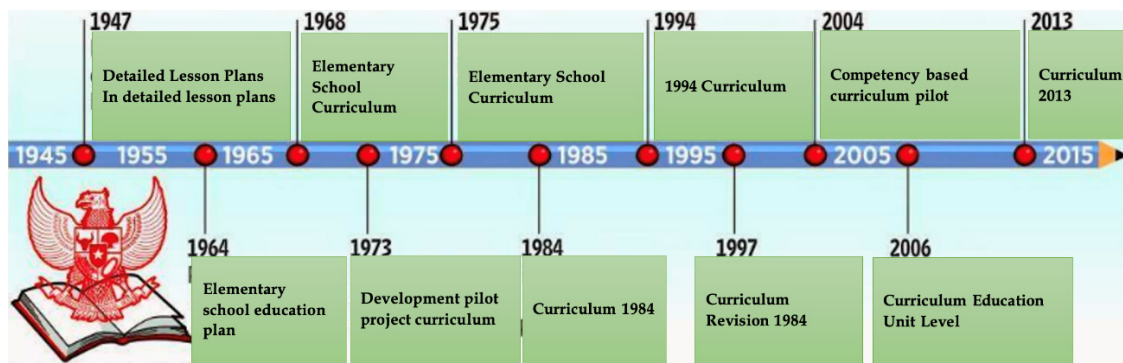 1947
1968
1975
1994
2004
2013
Detailed Lesson Plans
In detailed lesson plans
Elementary
School
Curriculum
Elementary School
Curriculum
1994 Curriculum
Competency based
curriculum pilot
Curriculum
2013
1945
1955
1965
1975
1985
1995
2005
2015
1964
1973
1984
1997
2006
Elementary
school education
plan
Development pilot
project curriculum
Curriculum 1984
Curriculum
Revision 1984
Curriculum Education
Unit Level